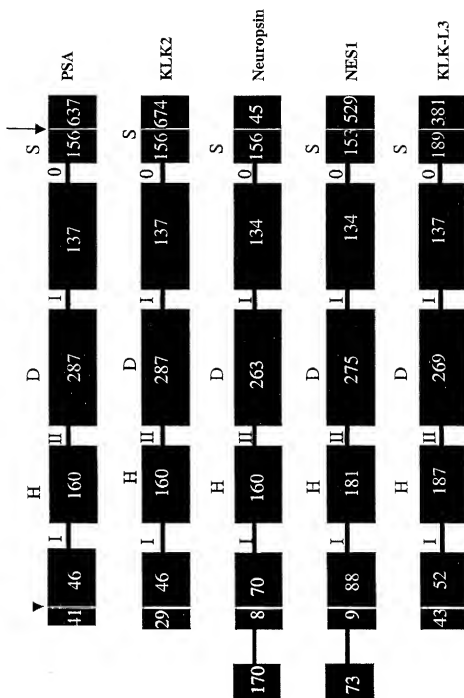 H D S
I II I 0
41 46 160 287 137 156 637 PSA
H D S
I II I 0
29 46 160 287 137 156 674 KLK2
H D S
I II I 0
170 8 70 160 263 134 156 45 Neuropsin
H D S
I II I 0
73 9 88 181 275 134 153 529 NES1
H D S
I II I 0
43 52 187 269 137 189 381 KLK-L3